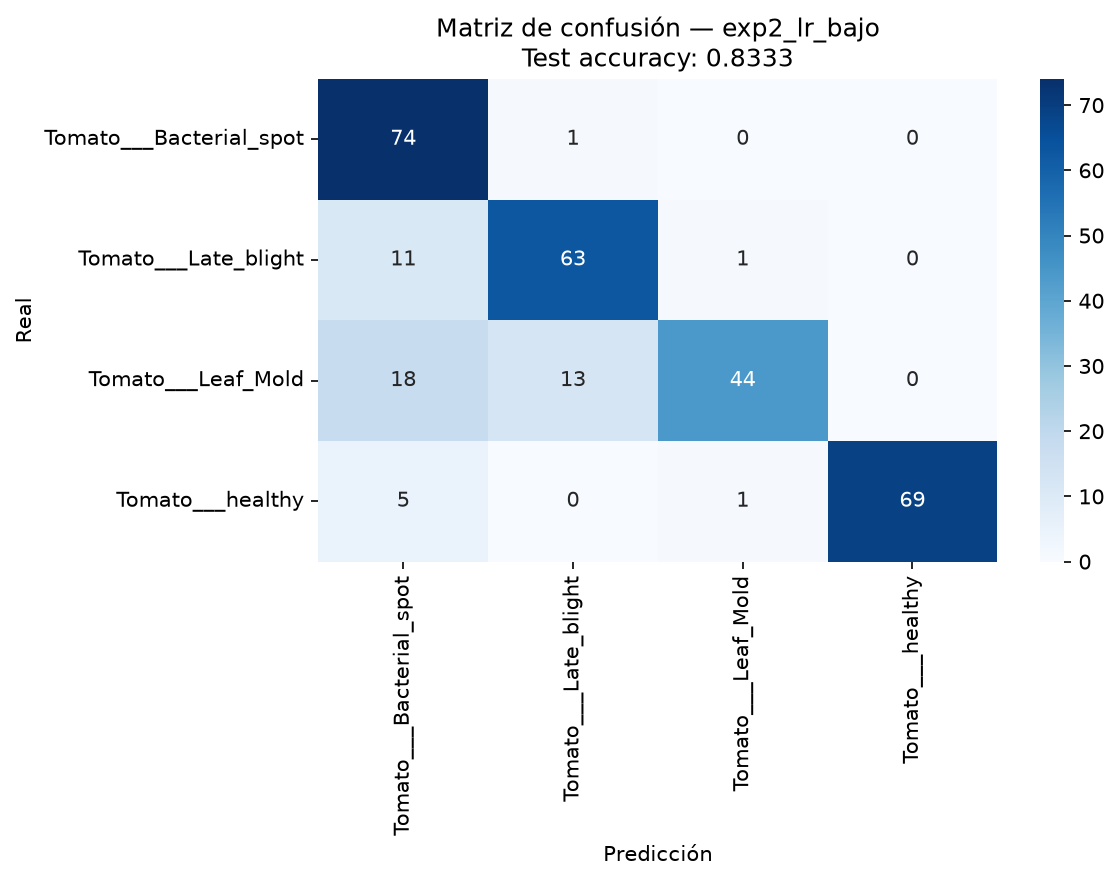 Matriz de confusión — exp2_lr_bajo
Test accuracy: 0.8333
Real
Tomato___Bacterial_spot 74 1 0 0
Tomato___Late_blight 11 63 1 0
Tomato___Leaf_Mold 18 13 44 0
Tomato___healthy 5 0 1 69
Tomato___Bacterial_spot
Tomato___Late_blight
Tomato___Leaf_Mold
Tomato___healthy
Predicción
70
60
50
40
30
20
10
0